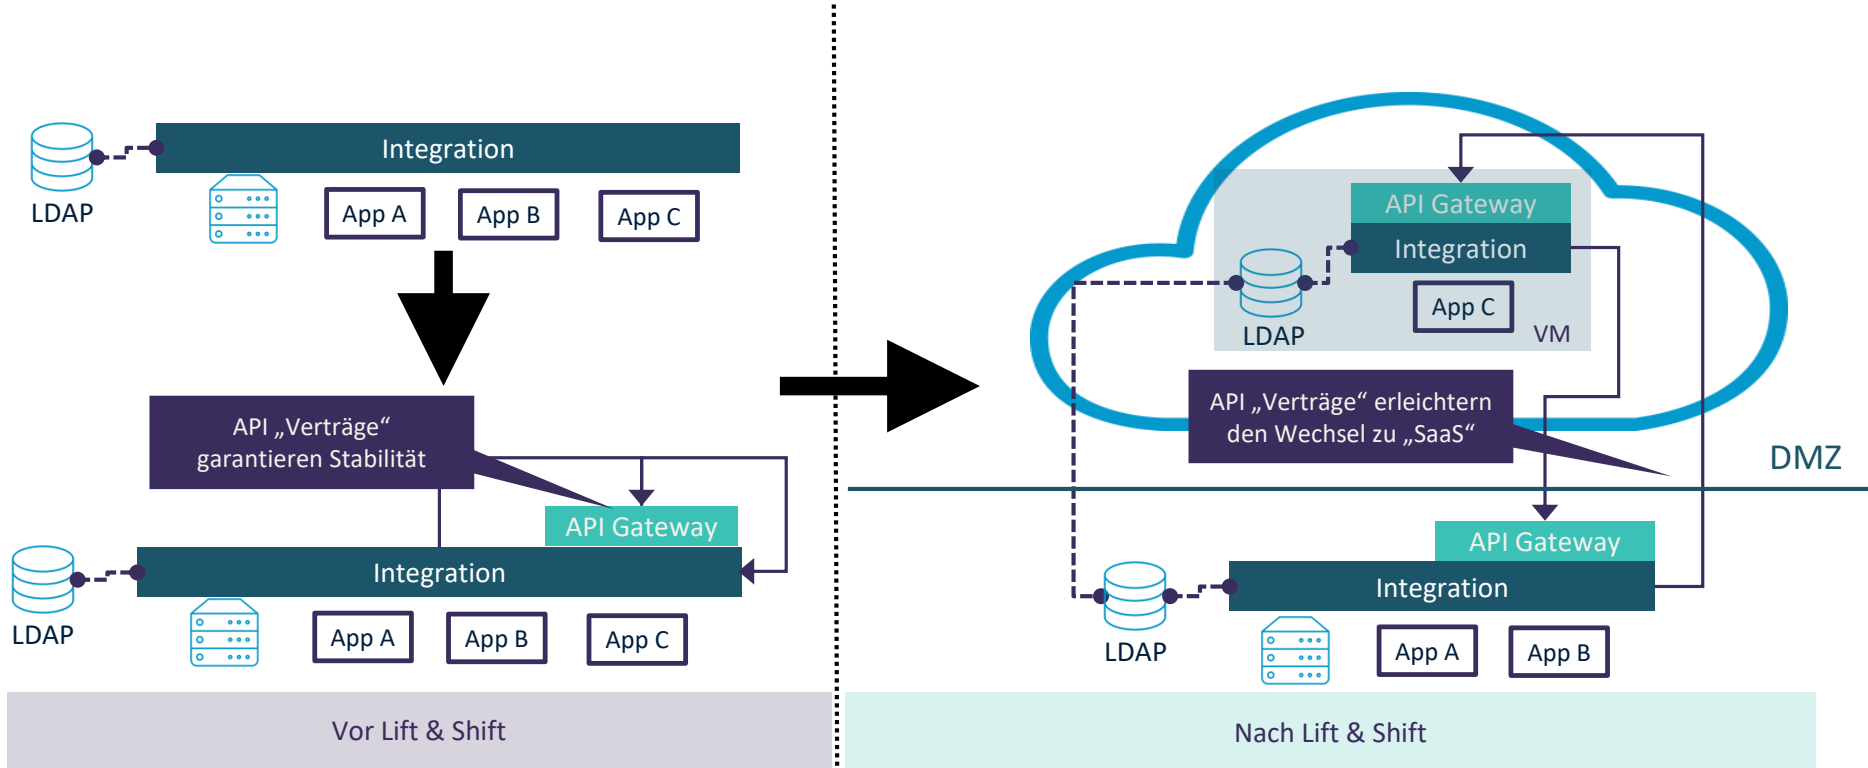 Integration
LDAP
App A
App B
App C
API „Verträge“
garantieren Stabilität
API Gateway
Integration
LDAP
App A
App B
App C
Vor Lift & Shift
API Gateway
Integration
LDAP
App C
VM
API „Verträge“ erleichtern
den Wechsel zu „SaaS“
DMZ
API Gateway
Integration
LDAP
App A
App B
Nach Lift & Shift